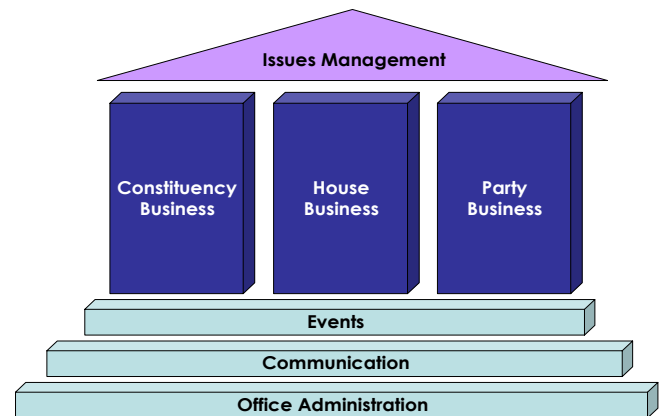 Issues Management
Constituency
Business
House
Business
Party
Business
Events
Communication
Office Administration